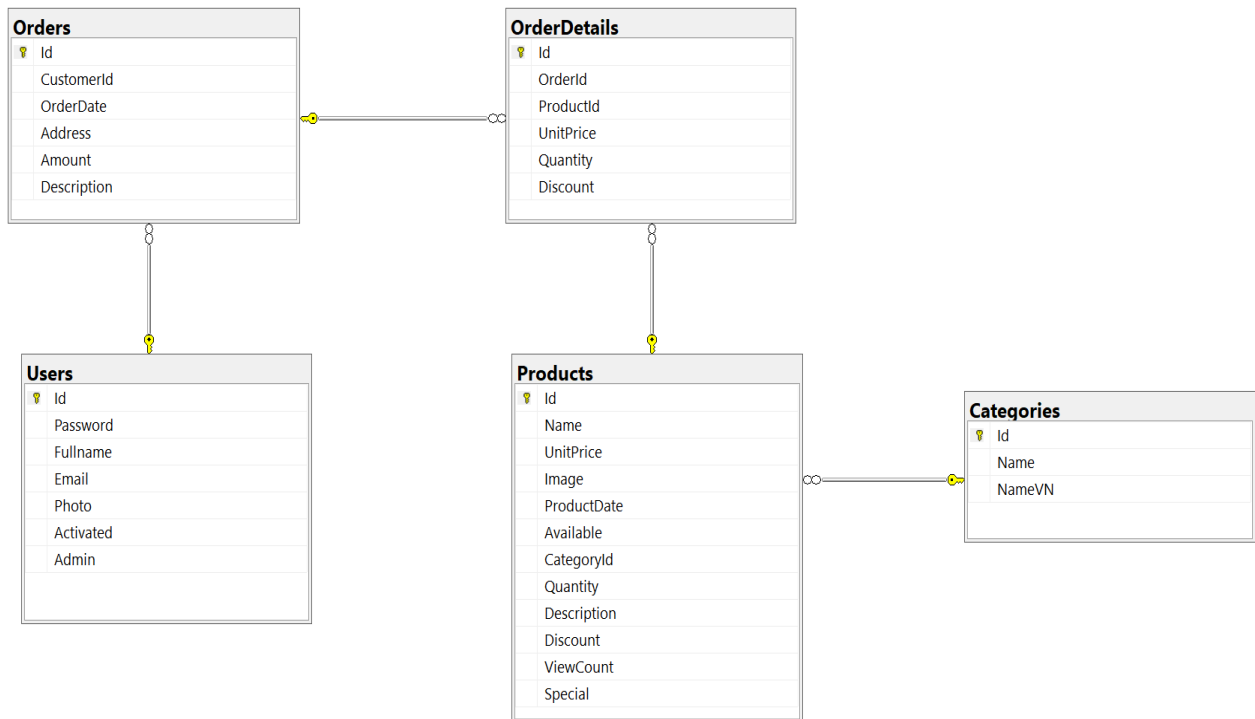 Orders
Id
CustomerId
OrderDate
Address
Amount
Description
OrderDetails
Id
OrderId
ProductId
UnitPrice
Quantity
Discount
Users
Id
Password
Fullname
Email
Photo
Activated
Admin
Products
Id
Name
UnitPrice
Image
ProductDate
Available
CategoryId
Quantity
Description
Discount
ViewCount
Special
Categories
Id
Name
NameVN